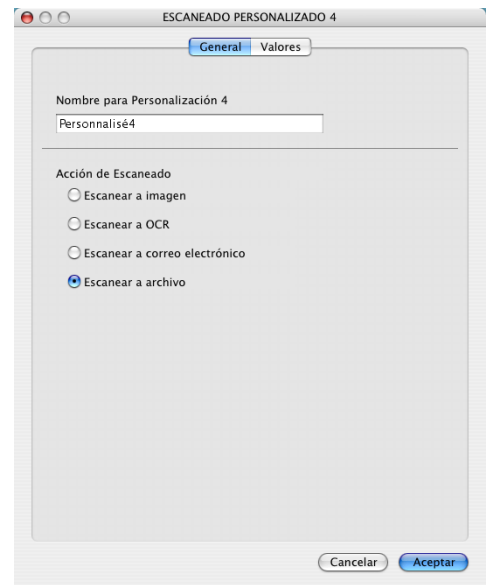 ESCANEADO PERSONALIZADO 4
General Valores
Nombre para Personalización 4
Personnalisé4
Acción de Escaneado
Escanear a imagen
Escanear a OCR
Escanear a correo electrónico
Escanear a archivo
Cancelar Aceptar